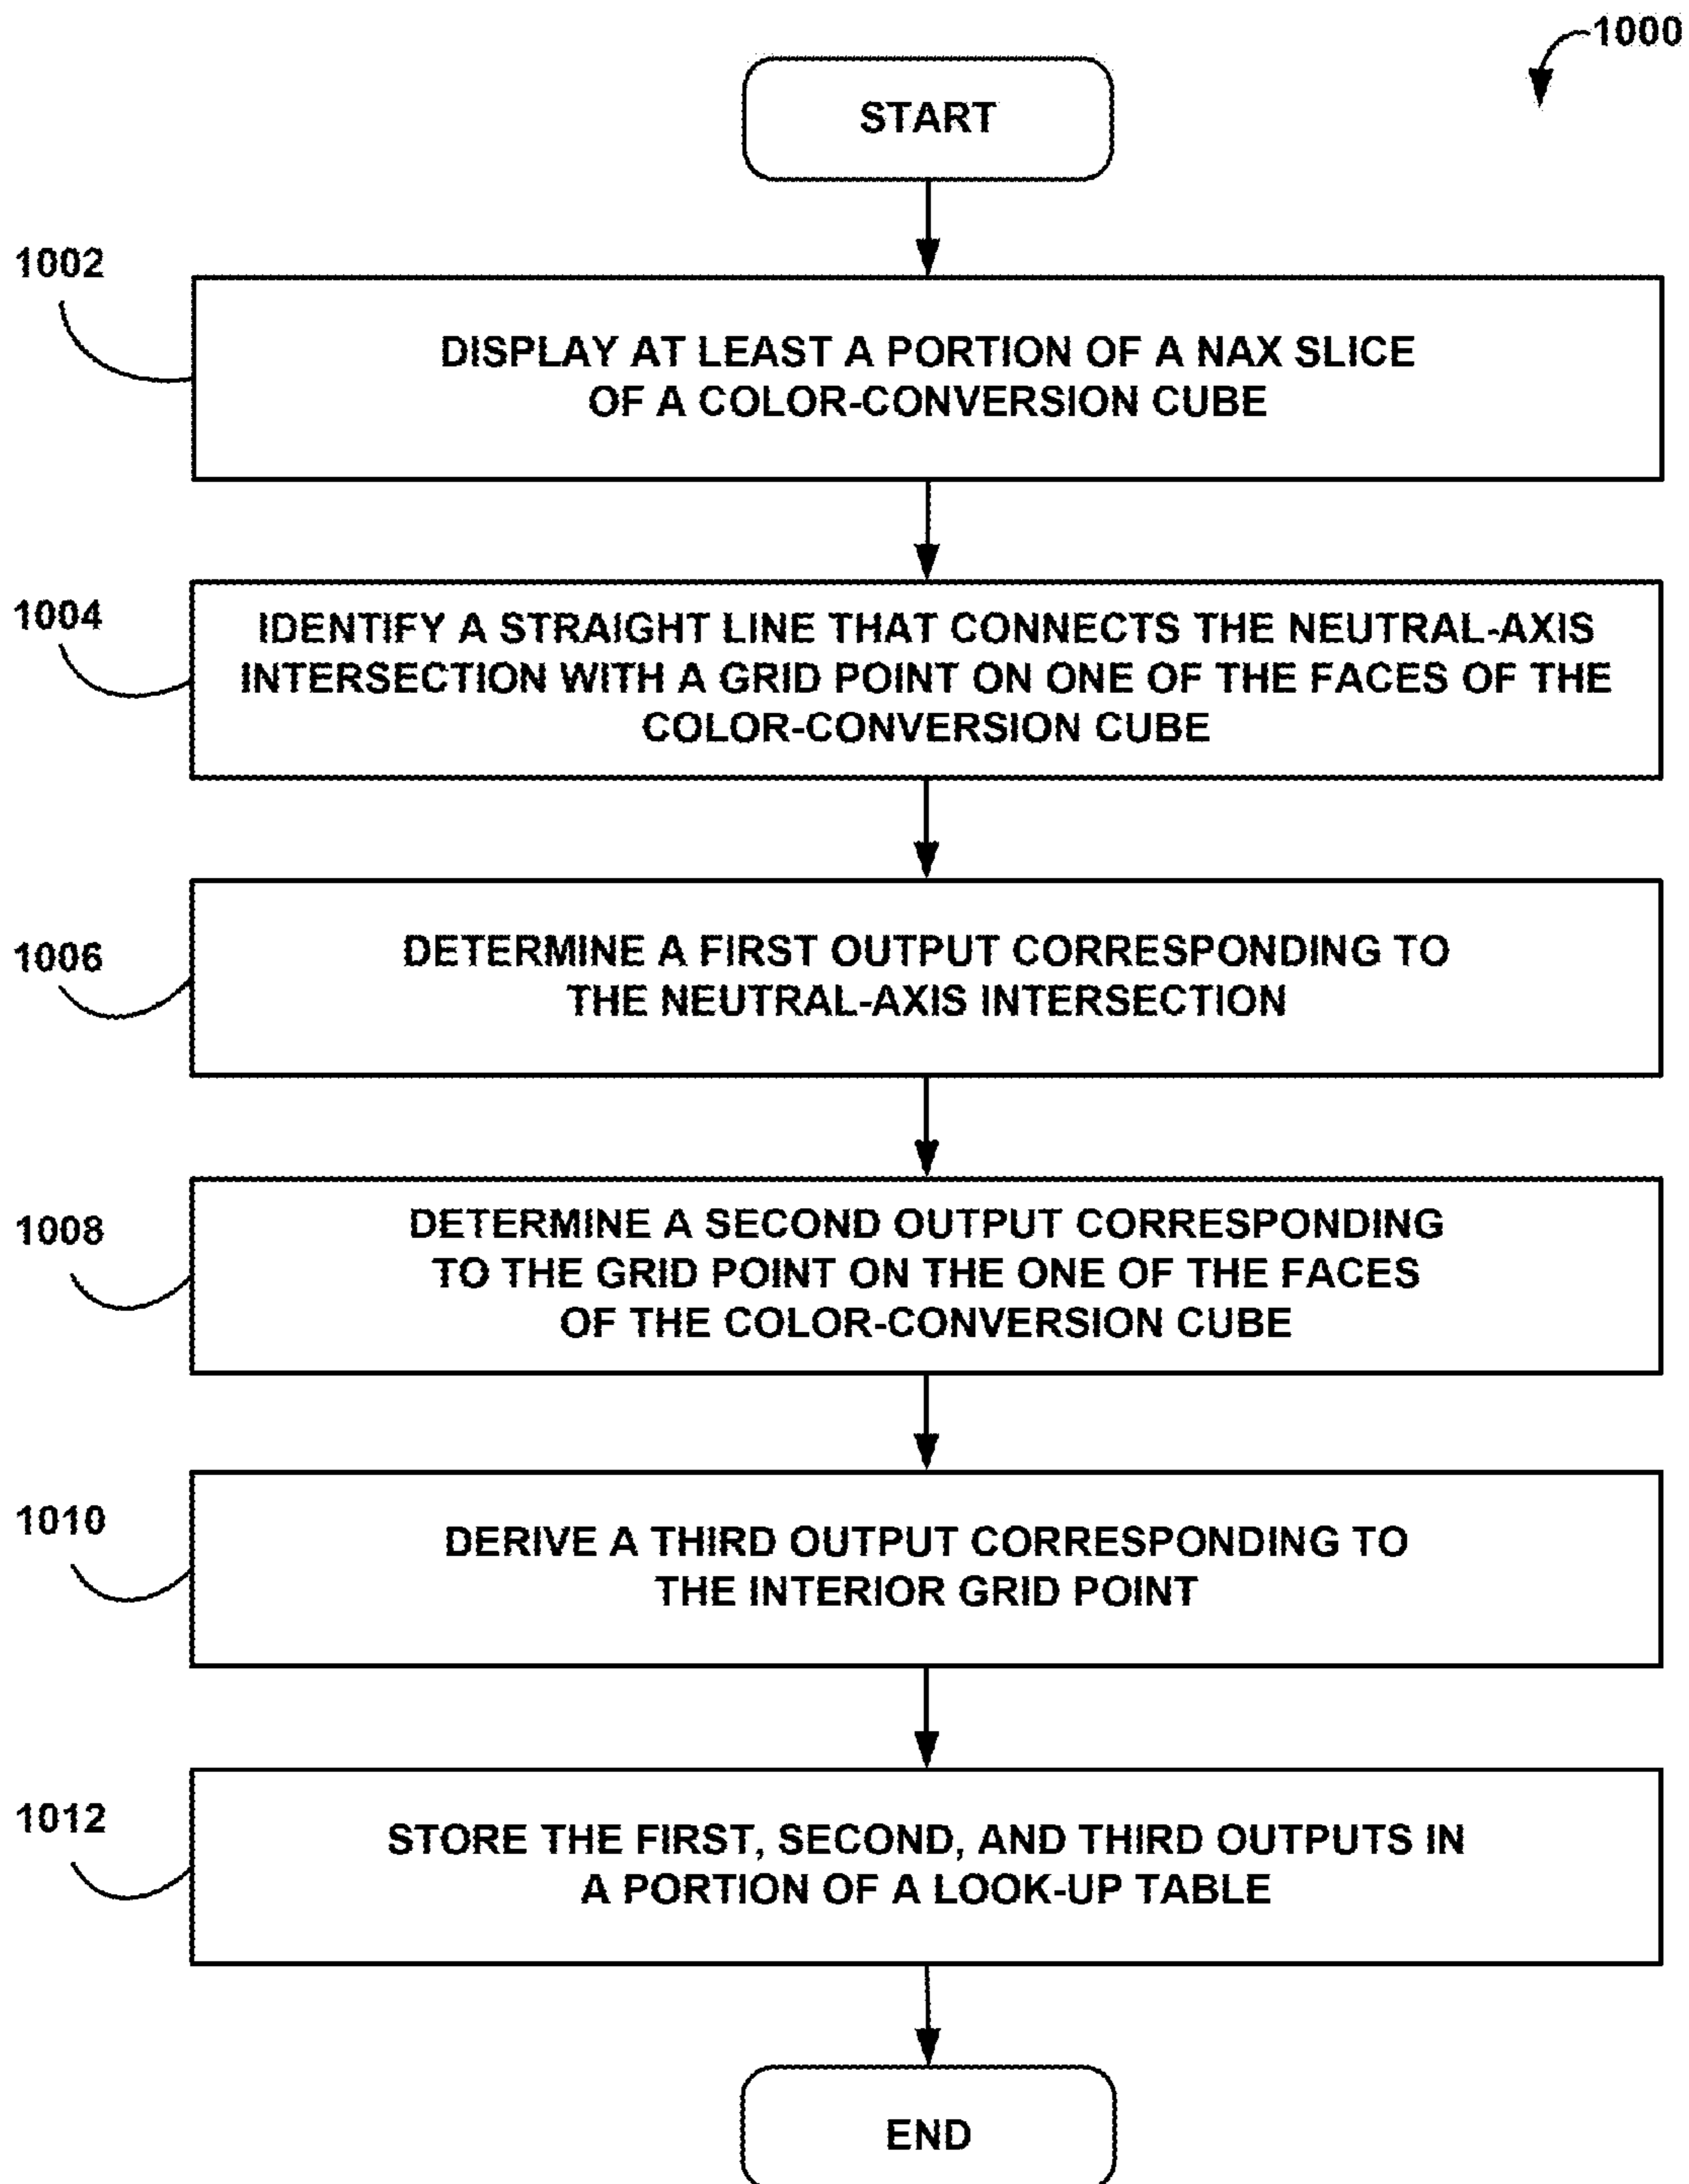 1000
START
1002
DISPLAY AT LEAST A PORTION OF A NAX SLICE
OF A COLOR-CONVERSION CUBE
1004
IDENTIFY A STRAIGHT LINE THAT CONNECTS THE NEUTRAL-AXIS
INTERSECTION WITH A GRID POINT ON ONE OF THE FACES OF THE
COLOR-CONVERSION CUBE
1006
DETERMINE A FIRST OUTPUT CORRESPONDING TO
THE NEUTRAL-AXIS INTERSECTION
1008
DETERMINE A SECOND OUTPUT CORRESPONDING
TO THE GRID POINT ON THE ONE OF THE FACES
OF THE COLOR-CONVERSION CUBE
1010
DERIVE A THIRD OUTPUT CORRESPONDING TO
THE INTERIOR GRID POINT
1012
STORE THE FIRST, SECOND, AND THIRD OUTPUTS IN
A PORTION OF A LOOK-UP TABLE
END